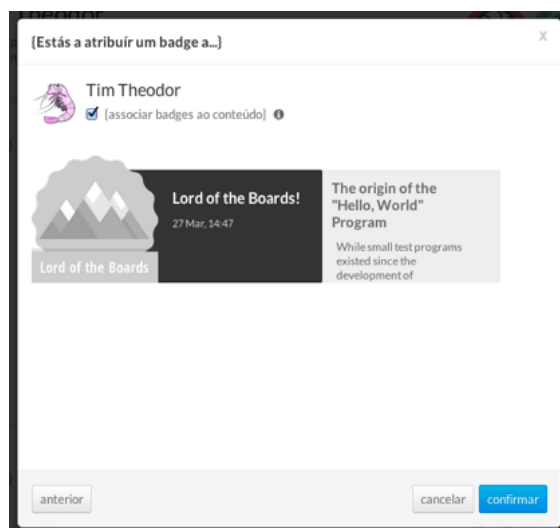 {Estás a atribuír um badge a...}
x
Tim Theodor
{associar badges ao conteúdo}
Lord of the Boards!
27 Mar, 14:47
Lord of the Boards
The origin of the
"Hello, World"
Program
While small test programs
existed since the
development of
anterior
cancelar
confirmar